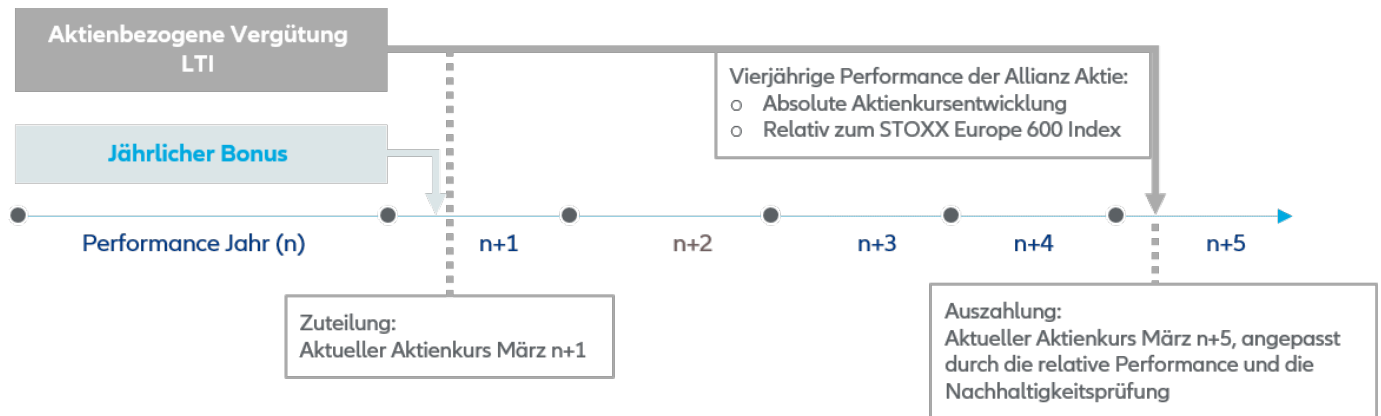 Aktienbezogene Vergütung
LTI
Vierjährige Performance der Allianz Aktie:
o Absolute Aktienkursentwicklung
o Relativ zum STOXX Europe 600 Index
Jährlicher Bonus
Performance Jahr (n)
n+1
n+2
n+3
n+4
n+5
Zuteilung:
Aktueller Aktienkurs März n+1
Auszahlung:
Aktueller Aktienkurs März n+5, angepasst
durch die relative Performance und die
Nachhaltigkeitsprüfung